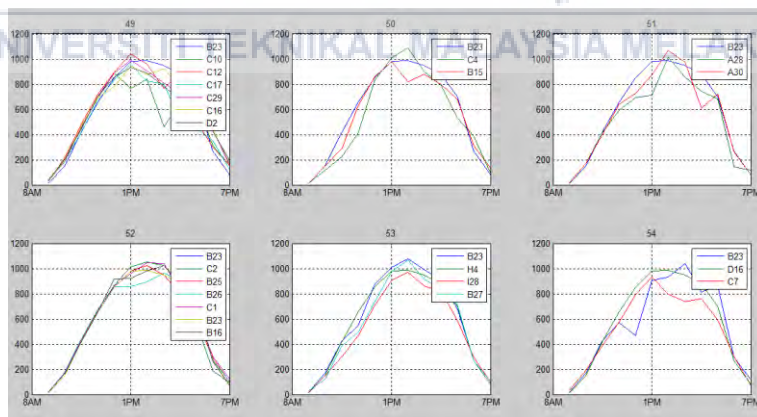 49
50
51
UNIVERSITI TEKNIKAL MALAYSIA MELAKA
1200
1000
800
600
400
200
0
8AM
1PM
7PM
B23
C10
C12
C17
C29
C16
D2
1200
1000
800
600
400
200
0
8AM
1PM
7PM
B23
C4
B15
1200
1000
800
600
400
200
0
8AM
1PM
7PM
B23
A28
A30
52
53
54
1200
1000
800
600
400
200
0
8AM
1PM
7PM
B23
C2
B25
B26
C1
B23
B16
1200
1000
800
600
400
200
0
8AM
1PM
7PM
B23
H4
I28
B27
1200
1000
800
600
400
200
0
8AM
1PM
7PM
B23
D16
C7